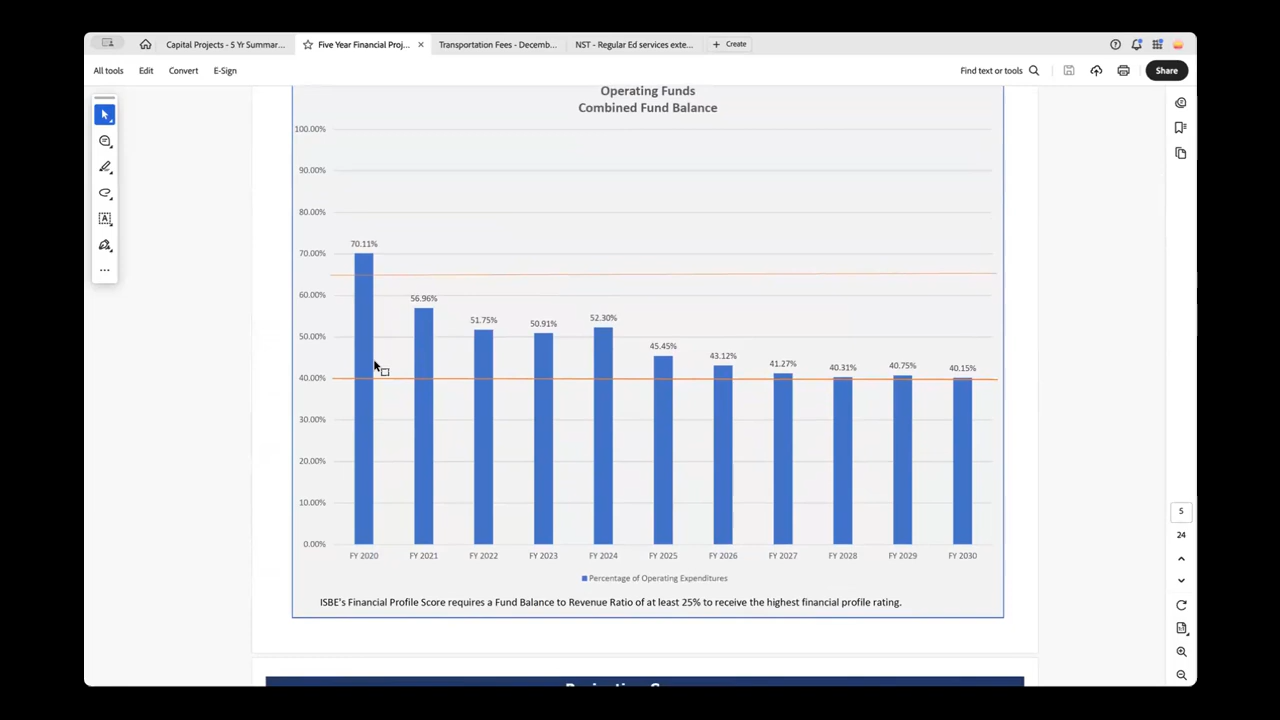 Capital Projects - 5 Yr Summar...
Five Year Financial Proj...
Transportation Fees - Decemb...
NST - Regular Ed services exte...
Create
All tools
Edit
Convert
E-Sign
Find text or tools
Share
Operating Funds
Combined Fund Balance
100.00%
90.00%
80.00%
70.00%
60.00%
50.00%
40.00%
30.00%
20.00%
10.00%
0.00%
70.11%
56.96%
51.75%
50.91%
52.30%
45.45%
43.12%
41.27%
40.31%
40.75%
40.15%
FY 2020
FY 2021
FY 2022
FY 2023
FY 2024
FY 2025
FY 2026
FY 2027
FY 2028
FY 2029
FY 2030
Percentage of Operating Expenditures
ISBE's Financial Profile Score requires a Fund Balance to Revenue Ratio of at least 25% to receive the highest financial profile rating.
5
24